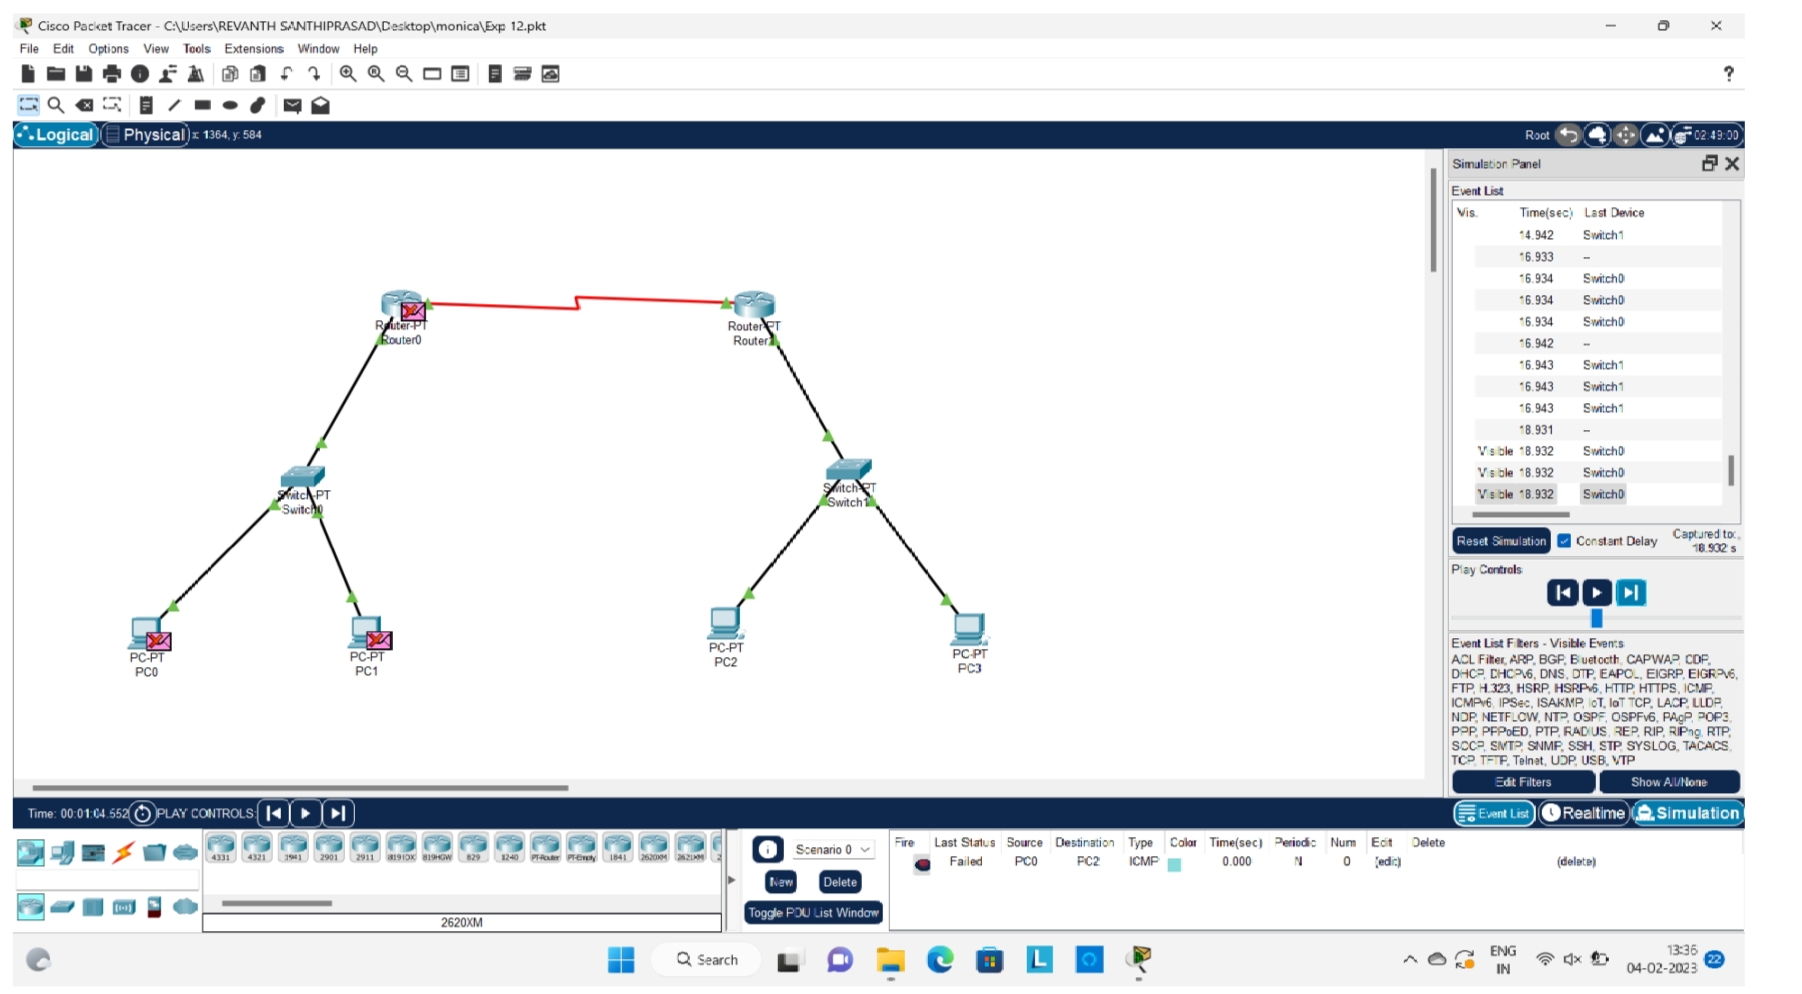 Cisco Packet Tracer - C:\Users\REVANTH SANTHIPRASAD\Desktop\monica\Exp 12.pkt
File Edit Options View Tools Extensions Window Help
?
Logical Physical x: 1364, y: 584
Root 02:49:00
Simulation Panel
Event List
Vis. Time(sec) Last Device
14.942 Switch1
16.933 --
16.934 Switch0
16.934 Switch0
16.934 Switch0
16.942 --
16.943 Switch1
16.943 Switch1
16.943 Switch1
18.931 --
Visible 18.932 Switch0
Visible 18.932 Switch0
Visible 18.932 Switch0
Reset Simulation Constant Delay Captured to:
18.932 s
Play Controls
Event List Filters - Visible Events
ACL Filter, ARP, BGP, Bluetooth, CAPWAP, CDP,
DHCP, DHCPv6, DNS, DTP, EAPOL, EIGRP, EIGRPv6,
FTP, H.323, HSRP, HSRPv6, HTTP, HTTPS, ICMP,
ICMPv6, IPSec, ISAKMP, IoT, IoT TCP, LACP, LLDP,
NDP, NETFLOW, NTP, OSPF, OSPFv6, PAgP, POP3,
PPP, PPPoED, PTP, RADIUS, REP, RIP, RIPng, RTP,
SCCP, SMTP, SNMP, SSH, STP, SYSLOG, TACACS,
TCP, TFTP, Telnet, UDP, USB, VTP
Edit Filters Show All/None
Router-PT
Router0
Router-PT
Switch-PT
Switch0
Switch-PT
Switch1
PC-PT
PC0
PC-PT
PC1
PC-PT
PC2
PC-PT
PC3
Time: 00:01:04.552 PLAY CONTROLS:
Event List Realtime Simulation
4331 4321 1941 2901 2911 819IOX 819HGW 829 1240 PT-Router PT-Empty 1841 2620XM 2621XM 2
2620XM
Scenario 0
New Delete
Toggle PDU List Window
Fire Last Status Source Destination Type Color Time(sec) Periodic Num Edit Delete
Failed PC0 PC2 ICMP 0.000 N 0 (edit) (delete)
Search
L
ENG
IN
13:36
04-02-2023
22